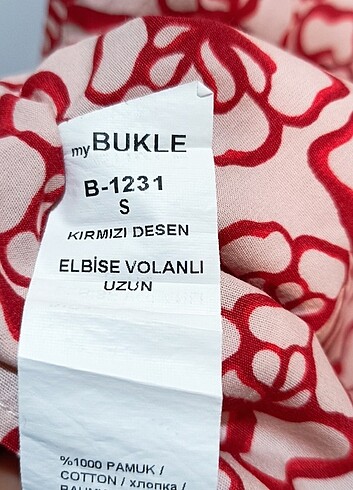 my BUKLE
B-1231
S
KIRMIZI DESEN
ELBİSE VOLANLI
UZUN
%1000 PAMUK /
COTTON / хлопка /